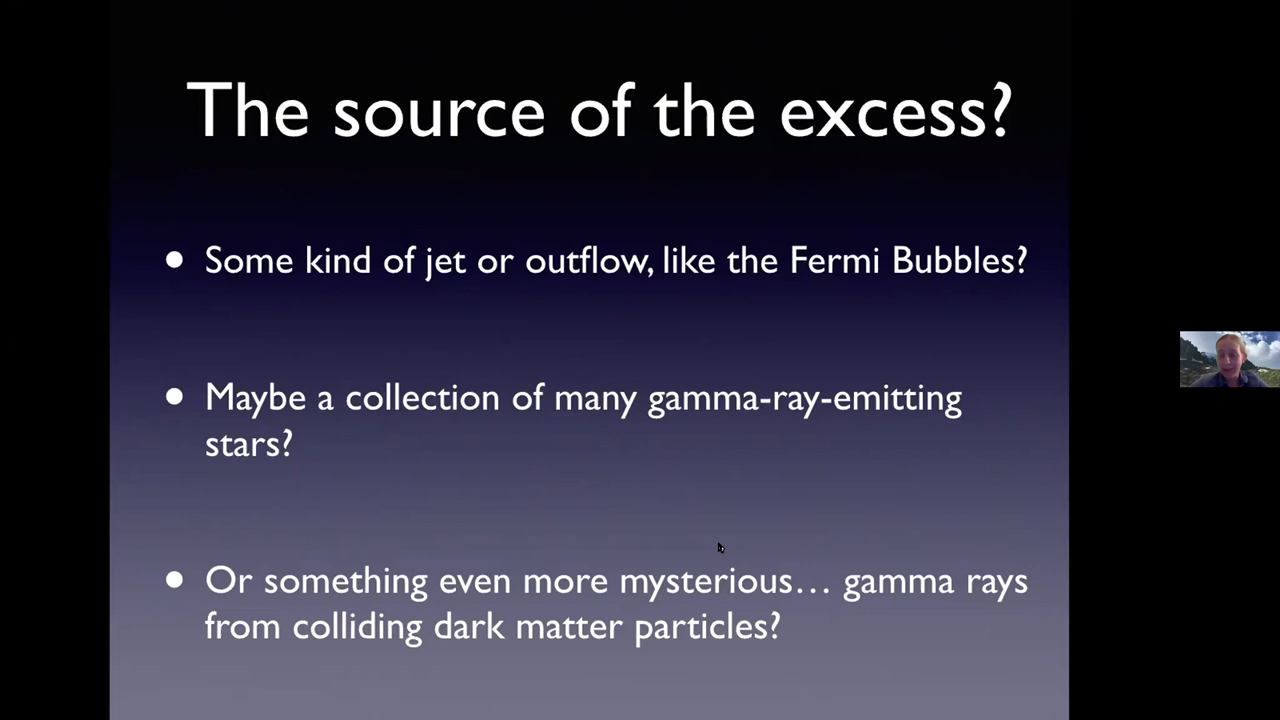 The source of the excess?
• Some kind of jet or outflow, like the Fermi Bubbles?
• Maybe a collection of many gamma-ray-emitting
stars?
• Or something even more mysterious… gamma rays
from colliding dark matter particles?